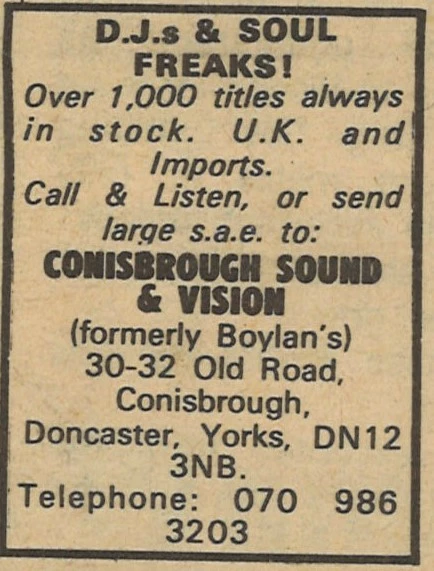 D.J.s & SOUL
FREAKS!
Over 1,000 titles always
in stock. U.K. and
Imports.
Call & Listen, or send
large s.a.e. to:
CONISBROUGH SOUND
& VISION
(formerly Boylan's)
30-32 Old Road,
Conisbrough,
Doncaster, Yorks, DN12
3NB.
Telephone: 070 986
3203